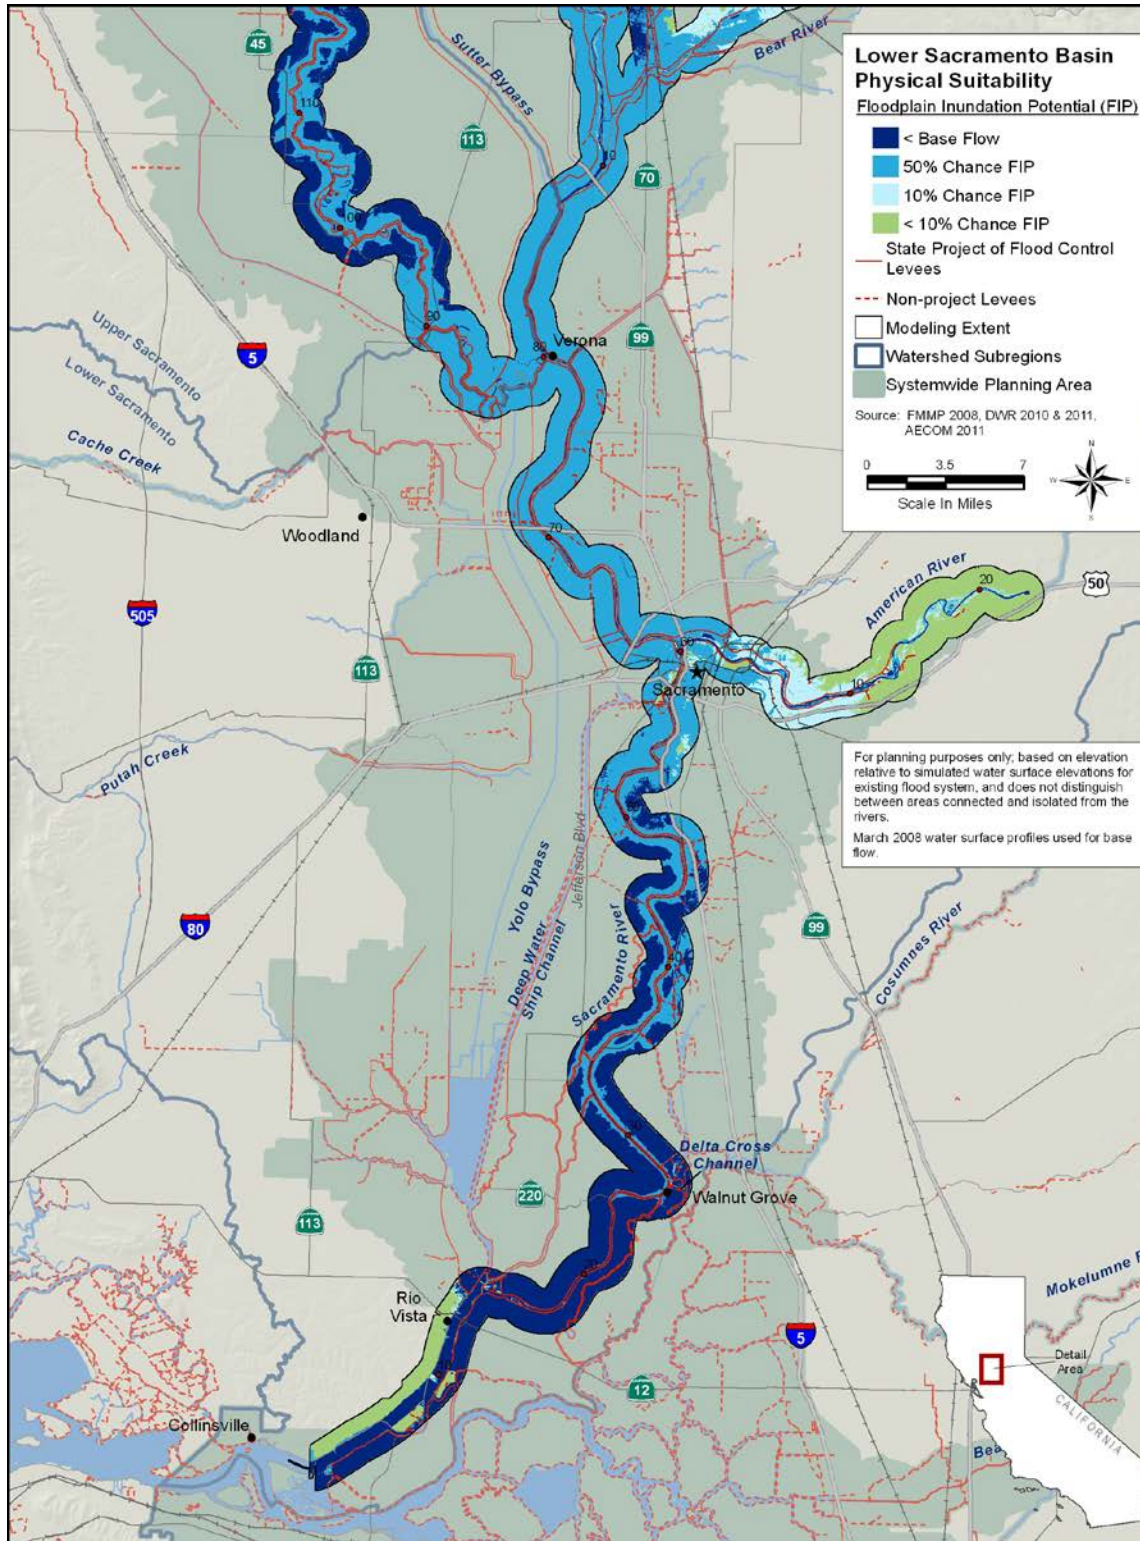 Lower Sacramento Basin
Physical Suitability
Floodplain Inundation Potential (FIP)
< Base Flow
50% Chance FIP
10% Chance FIP
< 10% Chance FIP
State Project of Flood Control
Levees
Non-project Levees
Modeling Extent
Watershed Subregions
Systemwide Planning Area
Source: FMMP 2008, DWR 2010 & 2011,
AECOM 2011
0 3.5 7
Scale In Miles
N
W
E
S
45
Sutter Bypass
Bear River
113
70
110
10
90
80
Verona
99
5
Upper Sacramento
Lower Sacramento
Cache Creek
Woodland
70
American River
20
50
505
113
60
Sacramento
10
Putah Creek
For planning purposes only; based on elevation
relative to simulated water surface elevations for
existing flood system, and does not distinguish
between areas connected and isolated from the
rivers.
March 2008 water surface profiles used for base
flow.
Jefferson Blvd
Yolo Bypass
Deep Water
Ship Channel
Sacramento River
80
99
Cosumnes River
40
30
Delta Cross
Channel
Walnut Grove
220
113
Rio
Vista
10
5
12
Mokelumne
Detail
Area
CALIFORNIA
Collinsville
0
Bea